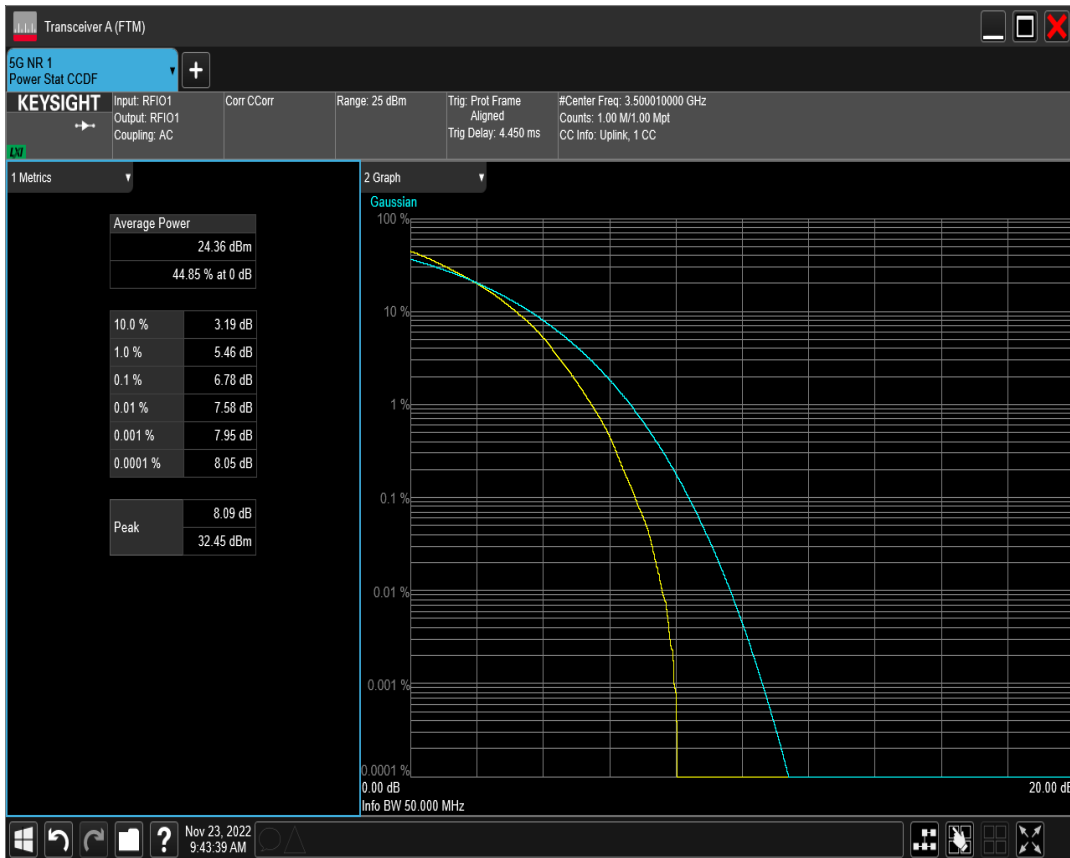 Transceiver A (FTM)
5G NR 1
Power Stat CCDF
+
KEYSIGHT
LXI
Input: RFIO1
Output: RFIO1
Coupling: AC
Corr CCorr
Range: 25 dBm
Trig: Prot Frame
Aligned
Trig Delay: 4.450 ms
#Center Freq: 3.500010000 GHz
Counts: 1.00 M/1.00 Mpt
CC Info: Uplink, 1 CC
1 Metrics
Average Power
24.36 dBm
44.85 % at 0 dB
10.0 % 3.19 dB
1.0 % 5.46 dB
0.1 % 6.78 dB
0.01 % 7.58 dB
0.001 % 7.95 dB
0.0001 % 8.05 dB
Peak
8.09 dB
32.45 dBm
2 Graph
Gaussian
100 %
10 %
1 %
0.1 %
0.01 %
0.001 %
0.0001 %
0.00 dB 20.00 dB
Info BW 50.000 MHz
?
Nov 23, 2022
9:43:39 AM